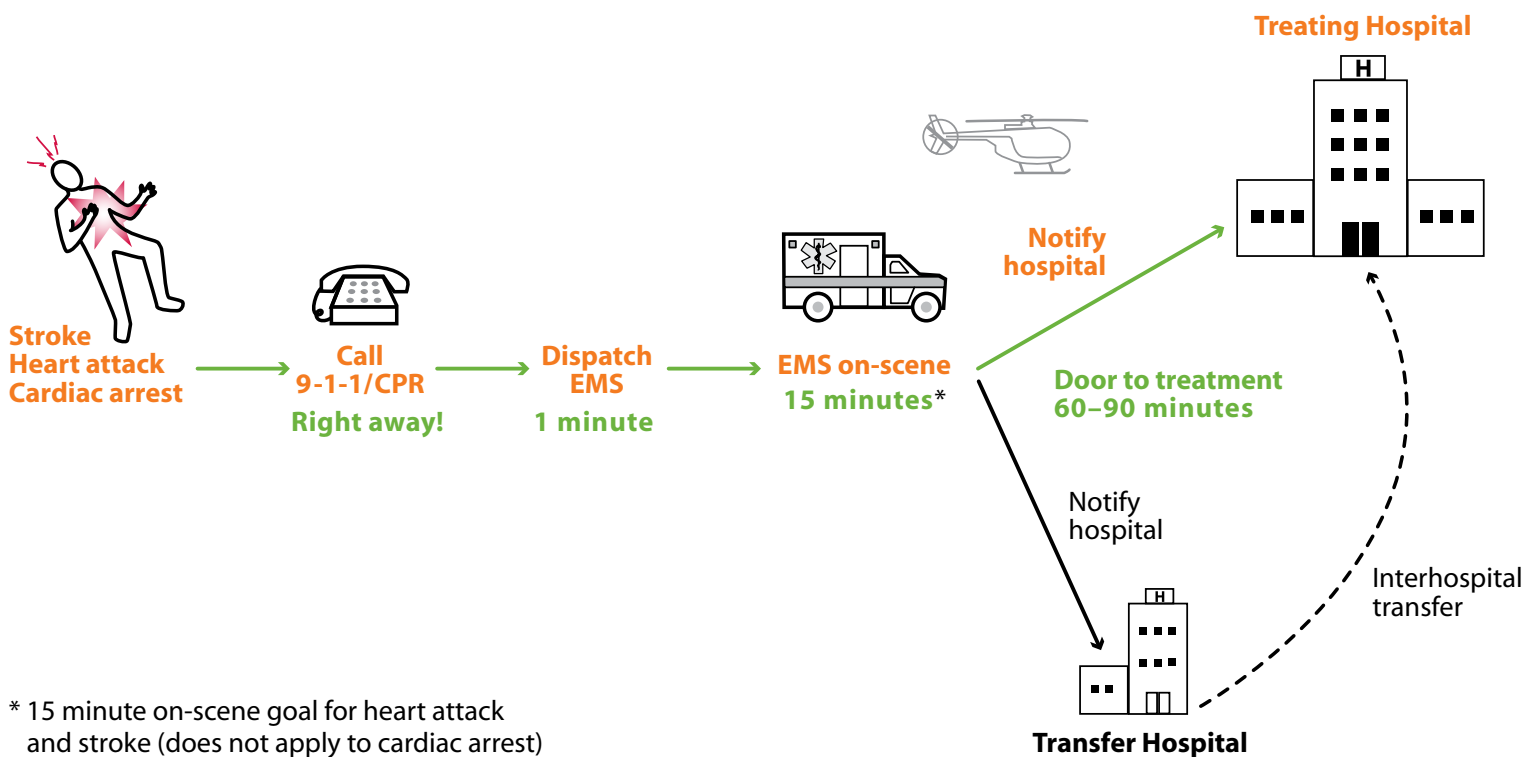 Treating Hospital
H
Notify
hospital
Stroke
Heart attack
Cardiac arrest
Call
9-1-1/CPR
Right away!
Dispatch
EMS
1 minute
EMS on-scene
15 minutes*
Door to treatment
60–90 minutes
Notify
hospital
Interhospital
transfer
H
Transfer Hospital
* 15 minute on-scene goal for heart attack
and stroke (does not apply to cardiac arrest)